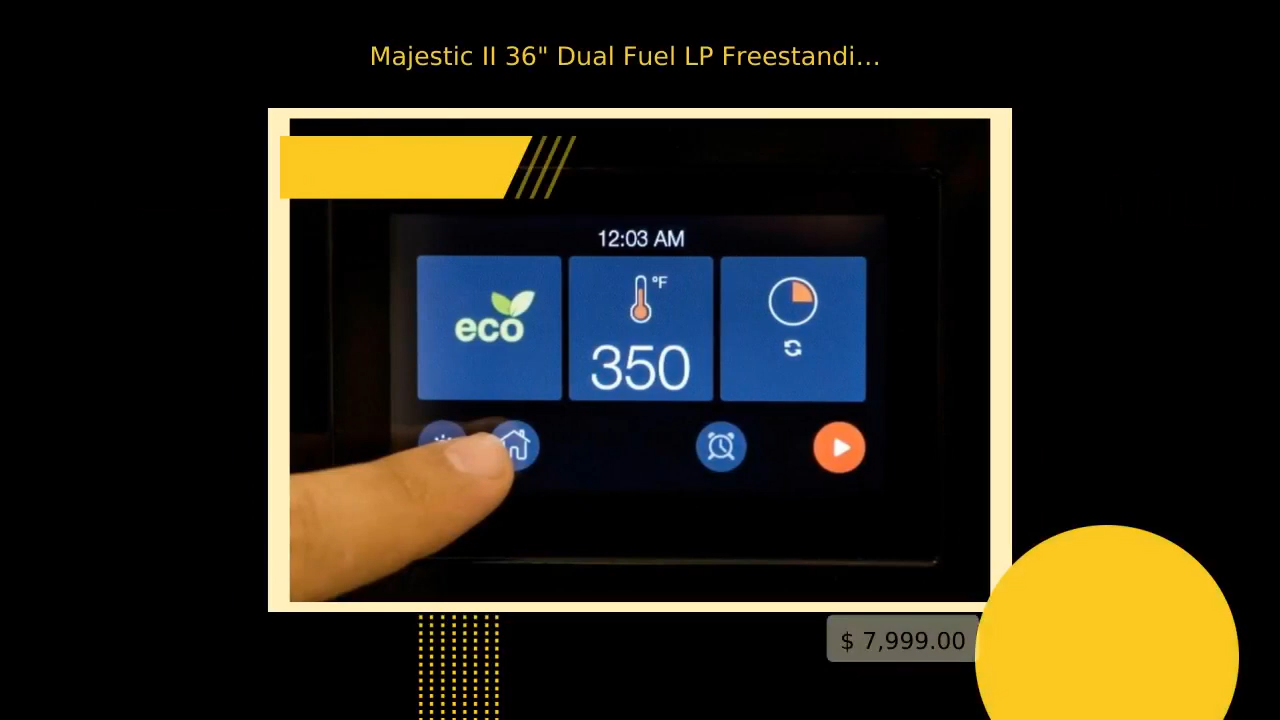 Majestic II 36" Dual Fuel LP Freestandi...
12:03 AM
eco
°F
350
$ 7,999.00